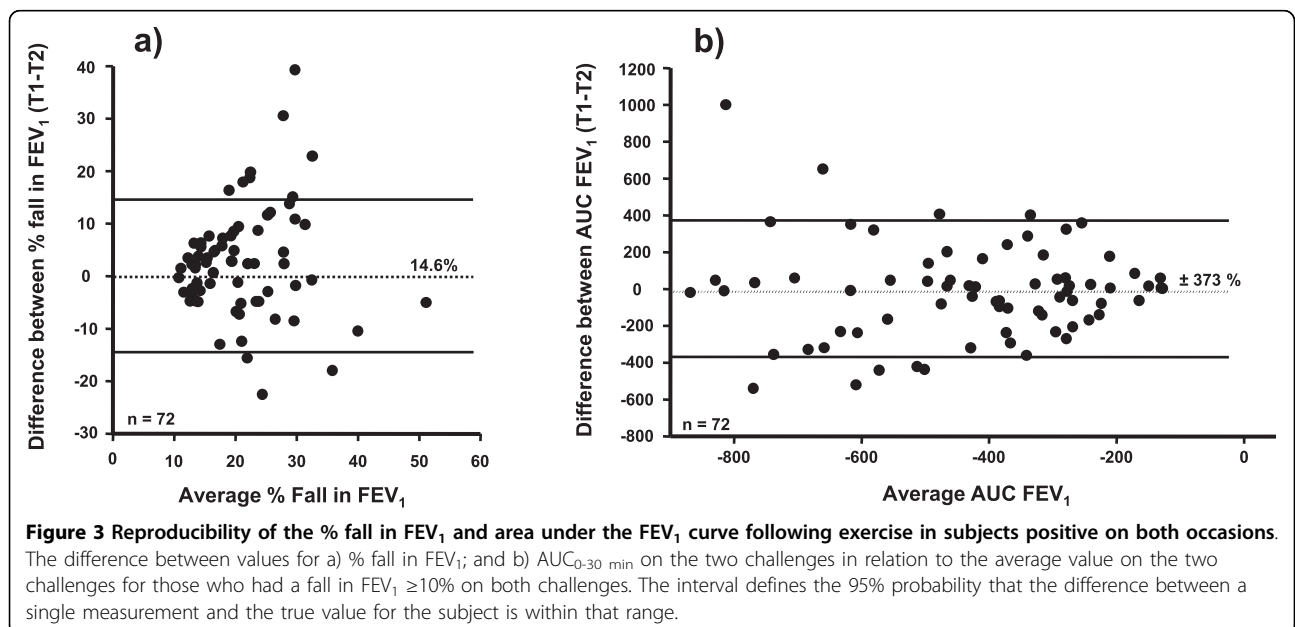 a)
Difference between % fall in FEV₁ (T1-T2)
40
30
20
10
0
-10
-20
-30
14.6%
n = 72
0 10 20 30 40 50 60
Average % Fall in FEV₁
b)
Difference between AUC FEV₁ (T1-T2)
1200
1000
800
600
400
200
0
-200
-400
-600
-800
± 373 %
n = 72
-800 -600 -400 -200 0
Average AUC FEV₁
Figure 3 Reproducibility of the % fall in FEV₁ and area under the FEV₁ curve following exercise in subjects positive on both occasions.
The difference between values for a) % fall in FEV₁; and b) AUC₀₋₃₀ min on the two challenges in relation to the average value on the two
challenges for those who had a fall in FEV₁ ≥10% on both challenges. The interval defines the 95% probability that the difference between a
single measurement and the true value for the subject is within that range.